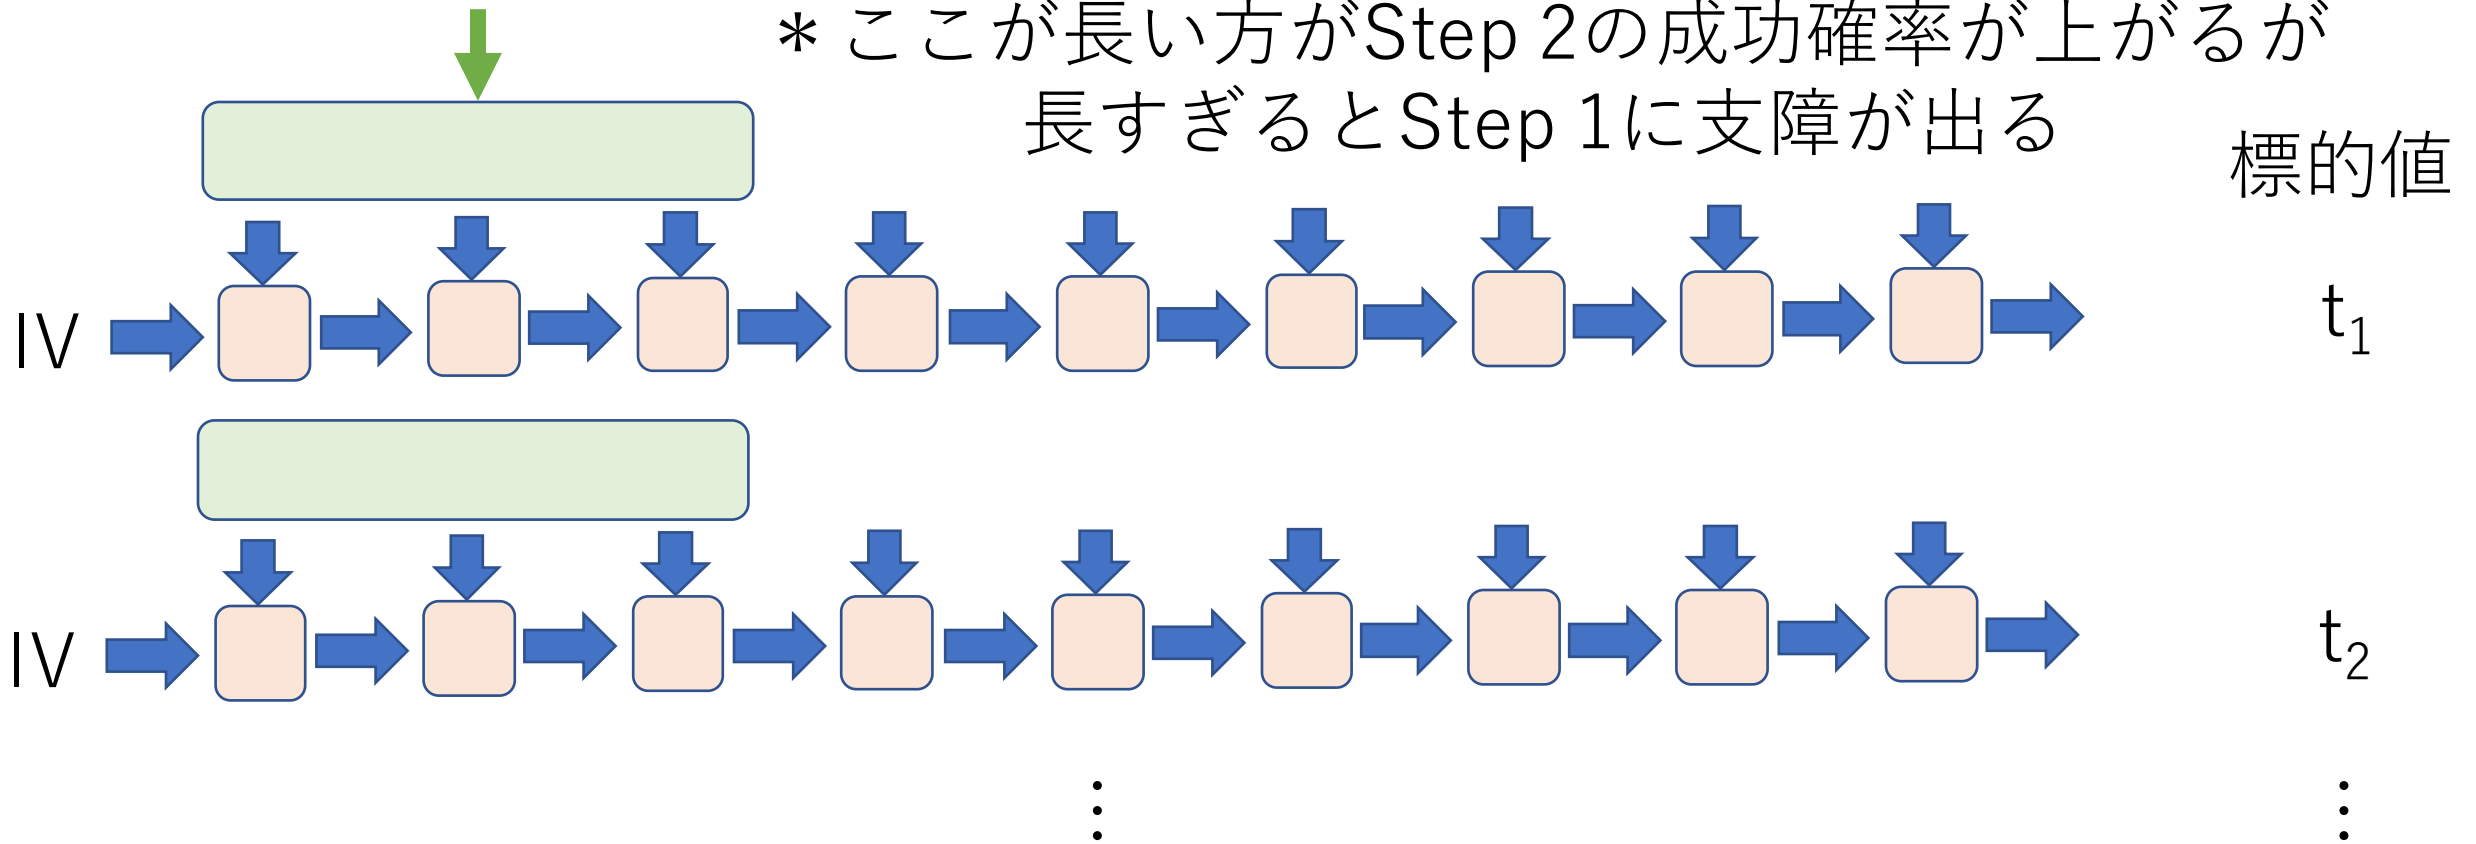 * ここが長い方がStep 2の成功確率が上がるが
長すぎるとStep 1に支障が出る
標的値
IV
t₁
IV
t₂
⋮ ⋮